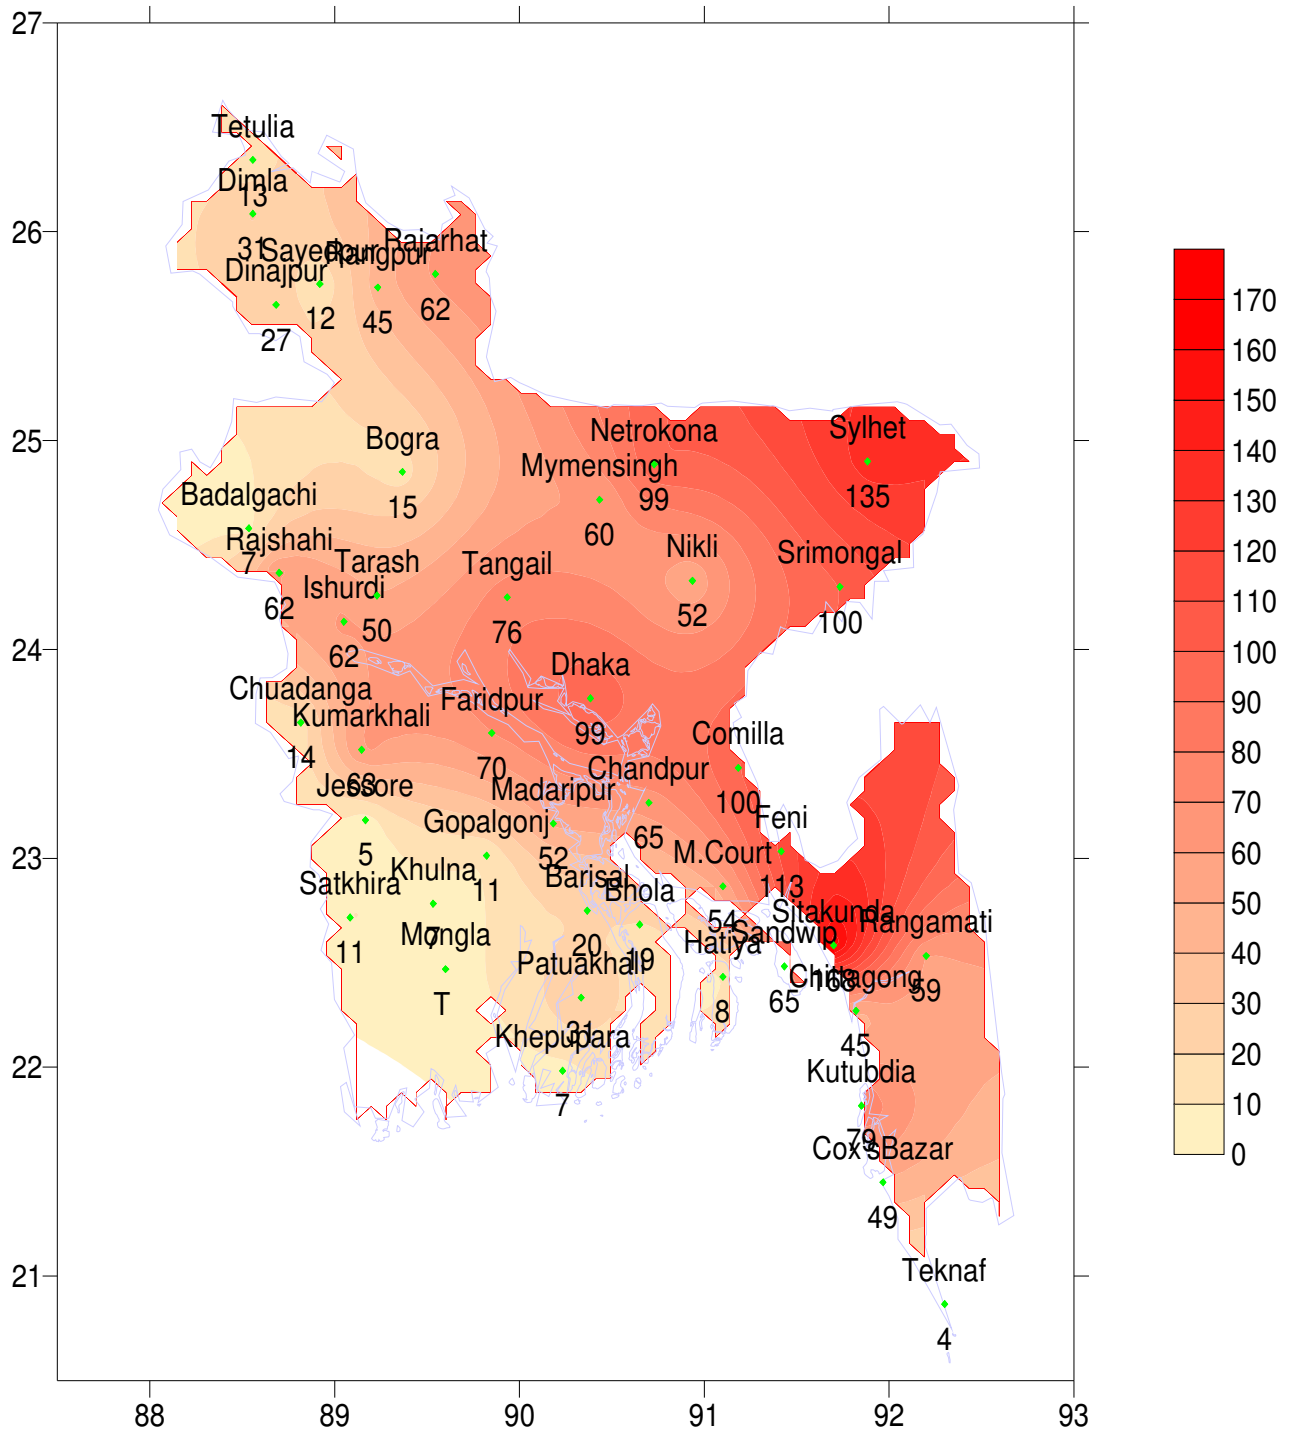 27
26
25
24
23
22
21
88
89
90
91
92
93
Tetulia
13
Dimla
31
Sayedpur
12
Rangpur
45
Rajarhat
62
Dinajpur
27
Bogra
15
Netrokona
99
Mymensingh
60
Sylhet
135
Badalgachi
7
Rajshahi
62
Tarash
50
Ishurdi
62
Tangail
76
Nikli
52
Srimongal
100
Dhaka
99
Chuadanga
14
Kumarkhali
63
Faridpur
70
Comilla
100
Chandpur
65
Jessore
5
Madaripur
52
Gopalgonj
11
Feni
113
M.Court
54
Khulna
7
Satkhira
11
Barisal
20
Bhola
19
Sitakunda
168
Rangamati
59
Sandwip
65
Hatiya
8
Mongla
T
Patuakhali
31
Chittagong
45
Khepupara
7
Kutubdia
79
Cox'sBazar
49
Teknaf
4
170
160
150
140
130
120
110
100
90
80
70
60
50
40
30
20
10
0